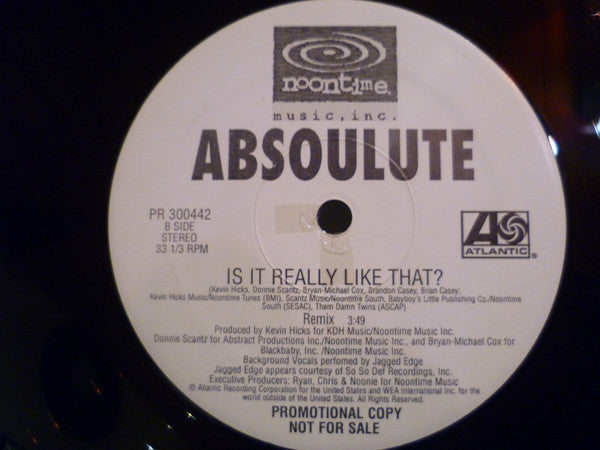 noontime.
music, inc.
ABSOULUTE
PR 300442
B SIDE
STEREO
33 1/3 RPM
ATLANTIC®
IS IT REALLY LIKE THAT?
(Kevin Hicks, Donnie Scantz, Bryan-Michael Cox, Brandon Casey, Brian Casey;
Kevin Hicks Music/Noontime Tunes (BMI), Scantz Music/Noontime South, Babyboy's Little Publishing Co./Noontime
South (SESAC), Them Damn Twins (ASCAP)
Remix 3:49
Produced by Kevin Hicks for KDH Music/Noontime Music Inc.
Donnie Scantz for Abstract Productions Inc./Noontime Music Inc., and Bryan-Michael Cox for
Blackbaby, Inc. /Noontime Music Inc.
Background Vocals perfomed by Jagged Edge
Jagged Edge appears courtesy of So So Def Recordings, Inc.
Executive Producers: Ryan, Chris & Noonie for Noontime Music
℗ Atlantic Recording Corporation for the United States and WEA International Inc. for the
world outside of the United States. All Rights Reserved.
PROMOTIONAL COPY
NOT FOR SALE